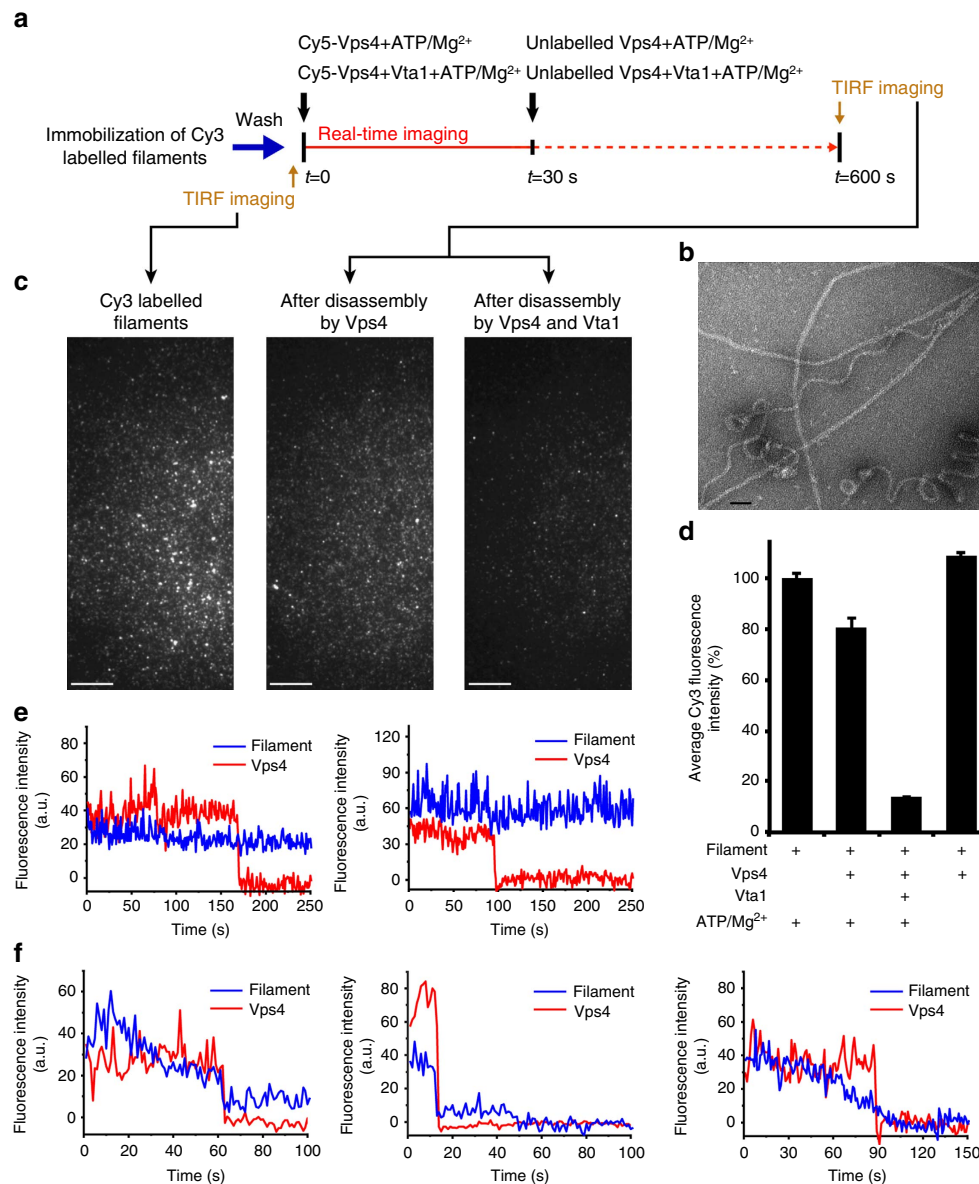 a
Cy5-Vps4+ATP/Mg²⁺
Unlabelled Vps4+ATP/Mg²⁺
Cy5-Vps4+Vta1+ATP/Mg²⁺
Unlabelled Vps4+Vta1+ATP/Mg²⁺
TIRF imaging
Immobilization of Cy3
labelled filaments
Wash
Real-time imaging
t=0
t=30 s
t=600 s
TIRF imaging
b
c
Cy3 labelled
filaments
After disassembly
by Vps4
After disassembly
by Vps4 and Vta1
d
Average Cy3 fluorescence
intensity (%)
100
80
60
40
20
0
Filament + + + +
Vps4 + + +
Vta1 +
ATP/Mg²⁺ + + +
e
Fluorescence intensity
(a.u.)
80
60
40
20
0
Filament
Vps4
0 50 100 150 200 250
Time (s)
Fluorescence intensity
(a.u.)
120
90
60
30
0
Filament
Vps4
0 50 100 150 200 250
Time (s)
f
Fluorescence intensity
(a.u.)
60
40
20
0
Filament
Vps4
0 20 40 60 80 100
Time (s)
Fluorescence intensity
(a.u.)
80
60
40
20
0
Filament
Vps4
0 20 40 60 80 100
Time (s)
Fluorescence intensity
(a.u.)
80
60
40
20
0
Filament
Vps4
0 30 60 90 120 150
Time (s)